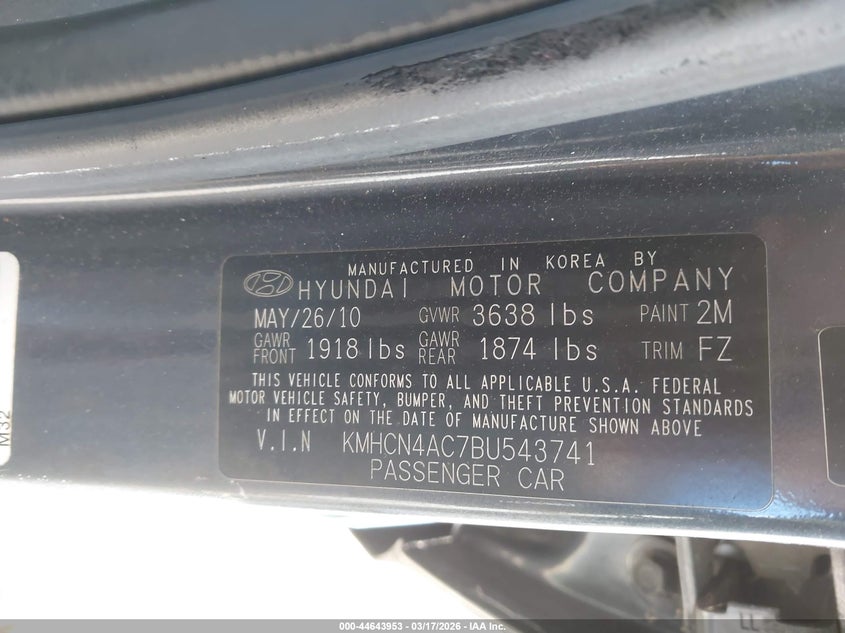 MANUFACTURED IN KOREA BY
HYUNDAI MOTOR COMPANY
MAY/26/10 GVWR 3638 lbs PAINT 2M
GAWR FRONT 1918 lbs GAWR REAR 1874 lbs TRIM FZ
THIS VEHICLE CONFORMS TO ALL APPLICABLE U.S.A. FEDERAL
MOTOR VEHICLE SAFETY, BUMPER, AND THEFT PREVENTION STANDARDS
IN EFFECT ON THE DATE OF MANUFACTURE SHOWN ABOVE
V.I.N KMHCN4AC7BU543741
PASSENGER CAR
M32
000-44643953 - 03/17/2026 - IAA Inc.